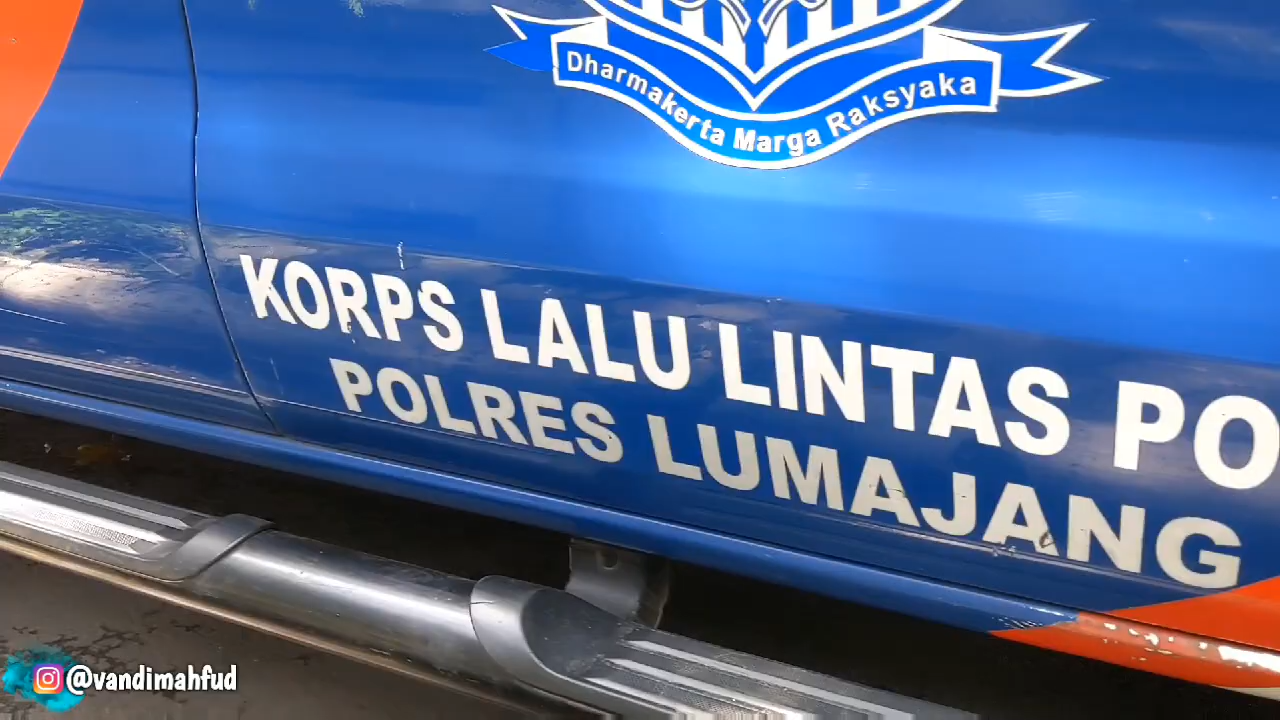 Dharmakerta Marga Raksyaka
KORPS LALU LINTAS PO
POLRES LUMAJANG
@vandimahfud